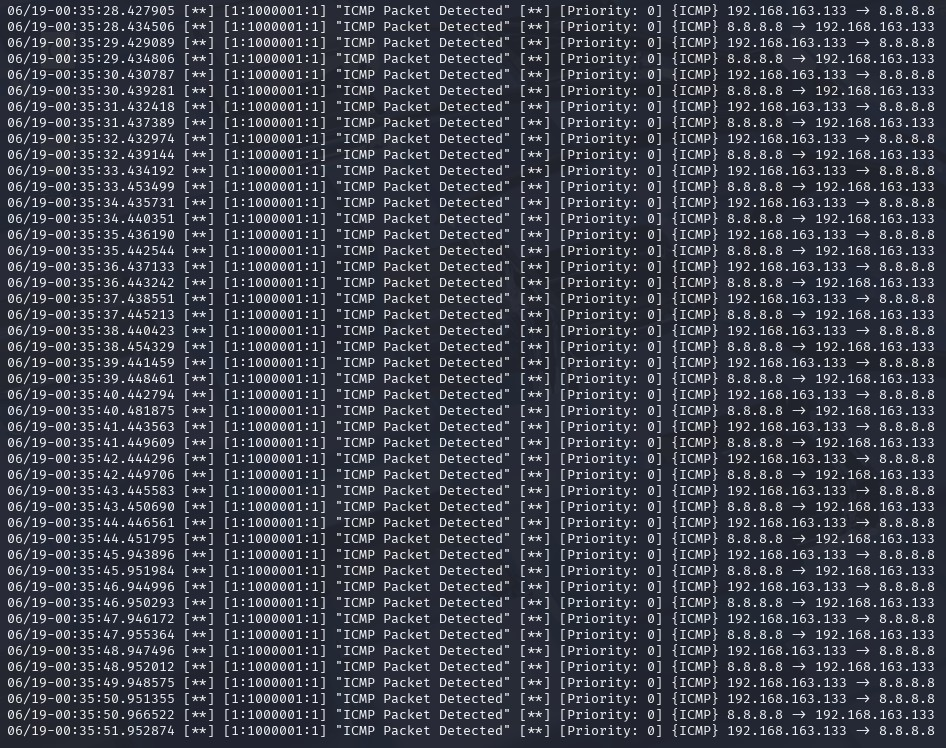 06/19-00:35:28.427905 [**] [1:1000001:1] "ICMP Packet Detected" [**] [Priority: 0] {ICMP} 192.168.163.133 → 8.8.8.8
06/19-00:35:28.434506 [**] [1:1000001:1] "ICMP Packet Detected" [**] [Priority: 0] {ICMP} 8.8.8.8 → 192.168.163.133
06/19-00:35:29.429089 [**] [1:1000001:1] "ICMP Packet Detected" [**] [Priority: 0] {ICMP} 192.168.163.133 → 8.8.8.8
06/19-00:35:29.434806 [**] [1:1000001:1] "ICMP Packet Detected" [**] [Priority: 0] {ICMP} 8.8.8.8 → 192.168.163.133
06/19-00:35:30.430787 [**] [1:1000001:1] "ICMP Packet Detected" [**] [Priority: 0] {ICMP} 192.168.163.133 → 8.8.8.8
06/19-00:35:30.439281 [**] [1:1000001:1] "ICMP Packet Detected" [**] [Priority: 0] {ICMP} 8.8.8.8 → 192.168.163.133
06/19-00:35:31.432418 [**] [1:1000001:1] "ICMP Packet Detected" [**] [Priority: 0] {ICMP} 192.168.163.133 → 8.8.8.8
06/19-00:35:31.437389 [**] [1:1000001:1] "ICMP Packet Detected" [**] [Priority: 0] {ICMP} 8.8.8.8 → 192.168.163.133
06/19-00:35:32.432974 [**] [1:1000001:1] "ICMP Packet Detected" [**] [Priority: 0] {ICMP} 192.168.163.133 → 8.8.8.8
06/19-00:35:32.439144 [**] [1:1000001:1] "ICMP Packet Detected" [**] [Priority: 0] {ICMP} 8.8.8.8 → 192.168.163.133
06/19-00:35:33.434192 [**] [1:1000001:1] "ICMP Packet Detected" [**] [Priority: 0] {ICMP} 192.168.163.133 → 8.8.8.8
06/19-00:35:33.453499 [**] [1:1000001:1] "ICMP Packet Detected" [**] [Priority: 0] {ICMP} 8.8.8.8 → 192.168.163.133
06/19-00:35:34.435731 [**] [1:1000001:1] "ICMP Packet Detected" [**] [Priority: 0] {ICMP} 192.168.163.133 → 8.8.8.8
06/19-00:35:34.440351 [**] [1:1000001:1] "ICMP Packet Detected" [**] [Priority: 0] {ICMP} 8.8.8.8 → 192.168.163.133
06/19-00:35:35.436190 [**] [1:1000001:1] "ICMP Packet Detected" [**] [Priority: 0] {ICMP} 192.168.163.133 → 8.8.8.8
06/19-00:35:35.442544 [**] [1:1000001:1] "ICMP Packet Detected" [**] [Priority: 0] {ICMP} 8.8.8.8 → 192.168.163.133
06/19-00:35:36.437133 [**] [1:1000001:1] "ICMP Packet Detected" [**] [Priority: 0] {ICMP} 192.168.163.133 → 8.8.8.8
06/19-00:35:36.443242 [**] [1:1000001:1] "ICMP Packet Detected" [**] [Priority: 0] {ICMP} 8.8.8.8 → 192.168.163.133
06/19-00:35:37.438551 [**] [1:1000001:1] "ICMP Packet Detected" [**] [Priority: 0] {ICMP} 192.168.163.133 → 8.8.8.8
06/19-00:35:37.445213 [**] [1:1000001:1] "ICMP Packet Detected" [**] [Priority: 0] {ICMP} 8.8.8.8 → 192.168.163.133
06/19-00:35:38.440423 [**] [1:1000001:1] "ICMP Packet Detected" [**] [Priority: 0] {ICMP} 192.168.163.133 → 8.8.8.8
06/19-00:35:38.454329 [**] [1:1000001:1] "ICMP Packet Detected" [**] [Priority: 0] {ICMP} 8.8.8.8 → 192.168.163.133
06/19-00:35:39.441459 [**] [1:1000001:1] "ICMP Packet Detected" [**] [Priority: 0] {ICMP} 192.168.163.133 → 8.8.8.8
06/19-00:35:39.448461 [**] [1:1000001:1] "ICMP Packet Detected" [**] [Priority: 0] {ICMP} 8.8.8.8 → 192.168.163.133
06/19-00:35:40.442794 [**] [1:1000001:1] "ICMP Packet Detected" [**] [Priority: 0] {ICMP} 192.168.163.133 → 8.8.8.8
06/19-00:35:40.481875 [**] [1:1000001:1] "ICMP Packet Detected" [**] [Priority: 0] {ICMP} 8.8.8.8 → 192.168.163.133
06/19-00:35:41.443563 [**] [1:1000001:1] "ICMP Packet Detected" [**] [Priority: 0] {ICMP} 192.168.163.133 → 8.8.8.8
06/19-00:35:41.449609 [**] [1:1000001:1] "ICMP Packet Detected" [**] [Priority: 0] {ICMP} 8.8.8.8 → 192.168.163.133
06/19-00:35:42.444296 [**] [1:1000001:1] "ICMP Packet Detected" [**] [Priority: 0] {ICMP} 192.168.163.133 → 8.8.8.8
06/19-00:35:42.449706 [**] [1:1000001:1] "ICMP Packet Detected" [**] [Priority: 0] {ICMP} 8.8.8.8 → 192.168.163.133
06/19-00:35:43.445583 [**] [1:1000001:1] "ICMP Packet Detected" [**] [Priority: 0] {ICMP} 192.168.163.133 → 8.8.8.8
06/19-00:35:43.450690 [**] [1:1000001:1] "ICMP Packet Detected" [**] [Priority: 0] {ICMP} 8.8.8.8 → 192.168.163.133
06/19-00:35:44.446561 [**] [1:1000001:1] "ICMP Packet Detected" [**] [Priority: 0] {ICMP} 192.168.163.133 → 8.8.8.8
06/19-00:35:44.451795 [**] [1:1000001:1] "ICMP Packet Detected" [**] [Priority: 0] {ICMP} 8.8.8.8 → 192.168.163.133
06/19-00:35:45.943896 [**] [1:1000001:1] "ICMP Packet Detected" [**] [Priority: 0] {ICMP} 192.168.163.133 → 8.8.8.8
06/19-00:35:45.951984 [**] [1:1000001:1] "ICMP Packet Detected" [**] [Priority: 0] {ICMP} 8.8.8.8 → 192.168.163.133
06/19-00:35:46.944996 [**] [1:1000001:1] "ICMP Packet Detected" [**] [Priority: 0] {ICMP} 192.168.163.133 → 8.8.8.8
06/19-00:35:46.950293 [**] [1:1000001:1] "ICMP Packet Detected" [**] [Priority: 0] {ICMP} 8.8.8.8 → 192.168.163.133
06/19-00:35:47.946172 [**] [1:1000001:1] "ICMP Packet Detected" [**] [Priority: 0] {ICMP} 192.168.163.133 → 8.8.8.8
06/19-00:35:47.955364 [**] [1:1000001:1] "ICMP Packet Detected" [**] [Priority: 0] {ICMP} 8.8.8.8 → 192.168.163.133
06/19-00:35:48.947496 [**] [1:1000001:1] "ICMP Packet Detected" [**] [Priority: 0] {ICMP} 192.168.163.133 → 8.8.8.8
06/19-00:35:48.952012 [**] [1:1000001:1] "ICMP Packet Detected" [**] [Priority: 0] {ICMP} 8.8.8.8 → 192.168.163.133
06/19-00:35:49.948575 [**] [1:1000001:1] "ICMP Packet Detected" [**] [Priority: 0] {ICMP} 192.168.163.133 → 8.8.8.8
06/19-00:35:50.951355 [**] [1:1000001:1] "ICMP Packet Detected" [**] [Priority: 0] {ICMP} 192.168.163.133 → 8.8.8.8
06/19-00:35:50.966522 [**] [1:1000001:1] "ICMP Packet Detected" [**] [Priority: 0] {ICMP} 8.8.8.8 → 192.168.163.133
06/19-00:35:51.952874 [**] [1:1000001:1] "ICMP Packet Detected" [**] [Priority: 0] {ICMP} 192.168.163.133 → 8.8.8.8